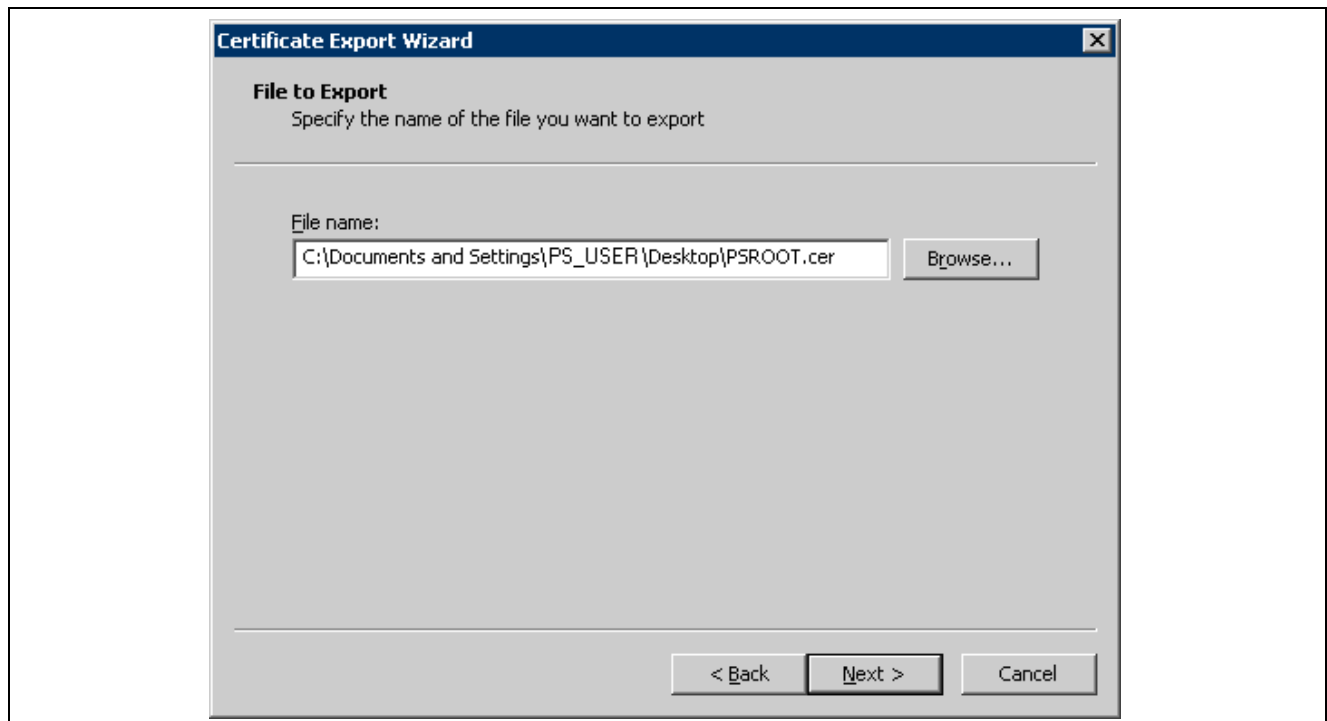 Certificate Export Wizard
File to Export
Specify the name of the file you want to export
File name:
C:\Documents and Settings\PS_USER\Desktop\PSROOT.cer
Browse...
< Back
Next >
Cancel